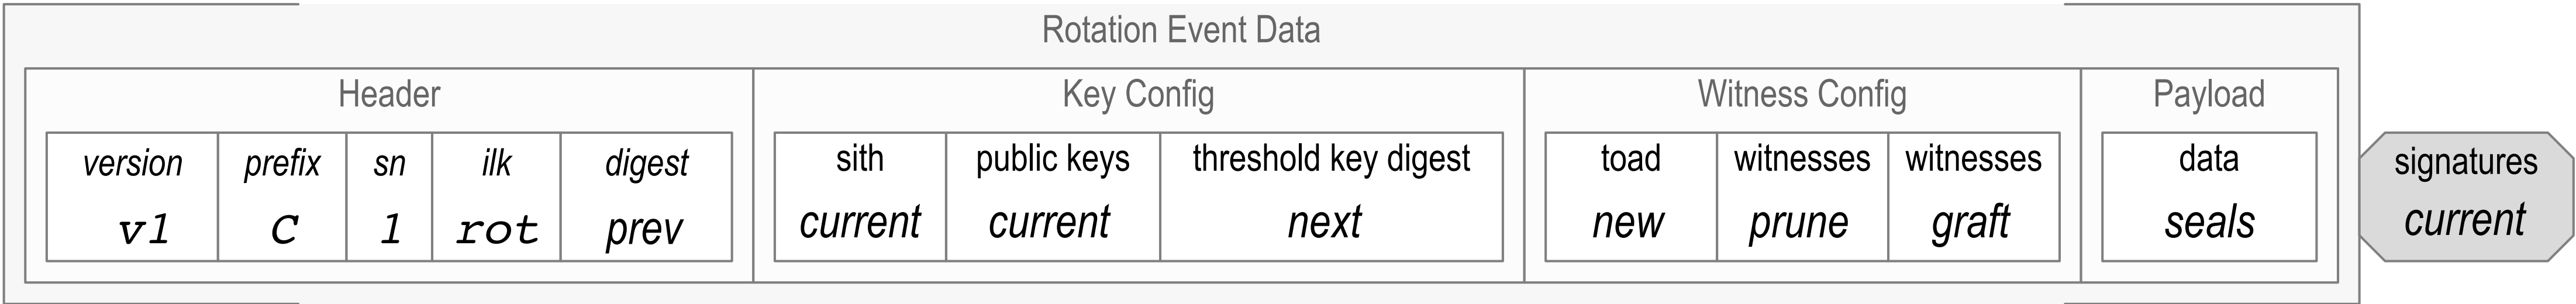 Rotation Event Data
Header Key Config Witness Config Payload
version prefix sn ilk digest sith public keys threshold key digest toad witnesses witnesses data signatures
v1 C 1 rot prev current current next new prune graft seals current